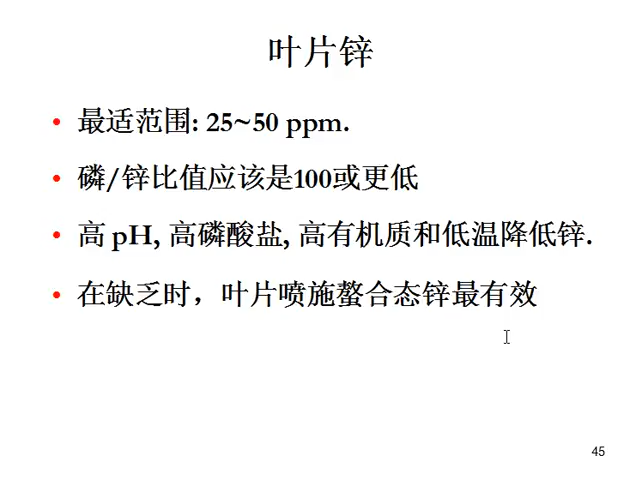 叶片锌
• 最适范围: 25~50 ppm.
• 磷/锌比值应该是100或更低
• 高 pH, 高磷酸盐, 高有机质和低温降低锌.
• 在缺乏时，叶片喷施螯合态锌最有效
45